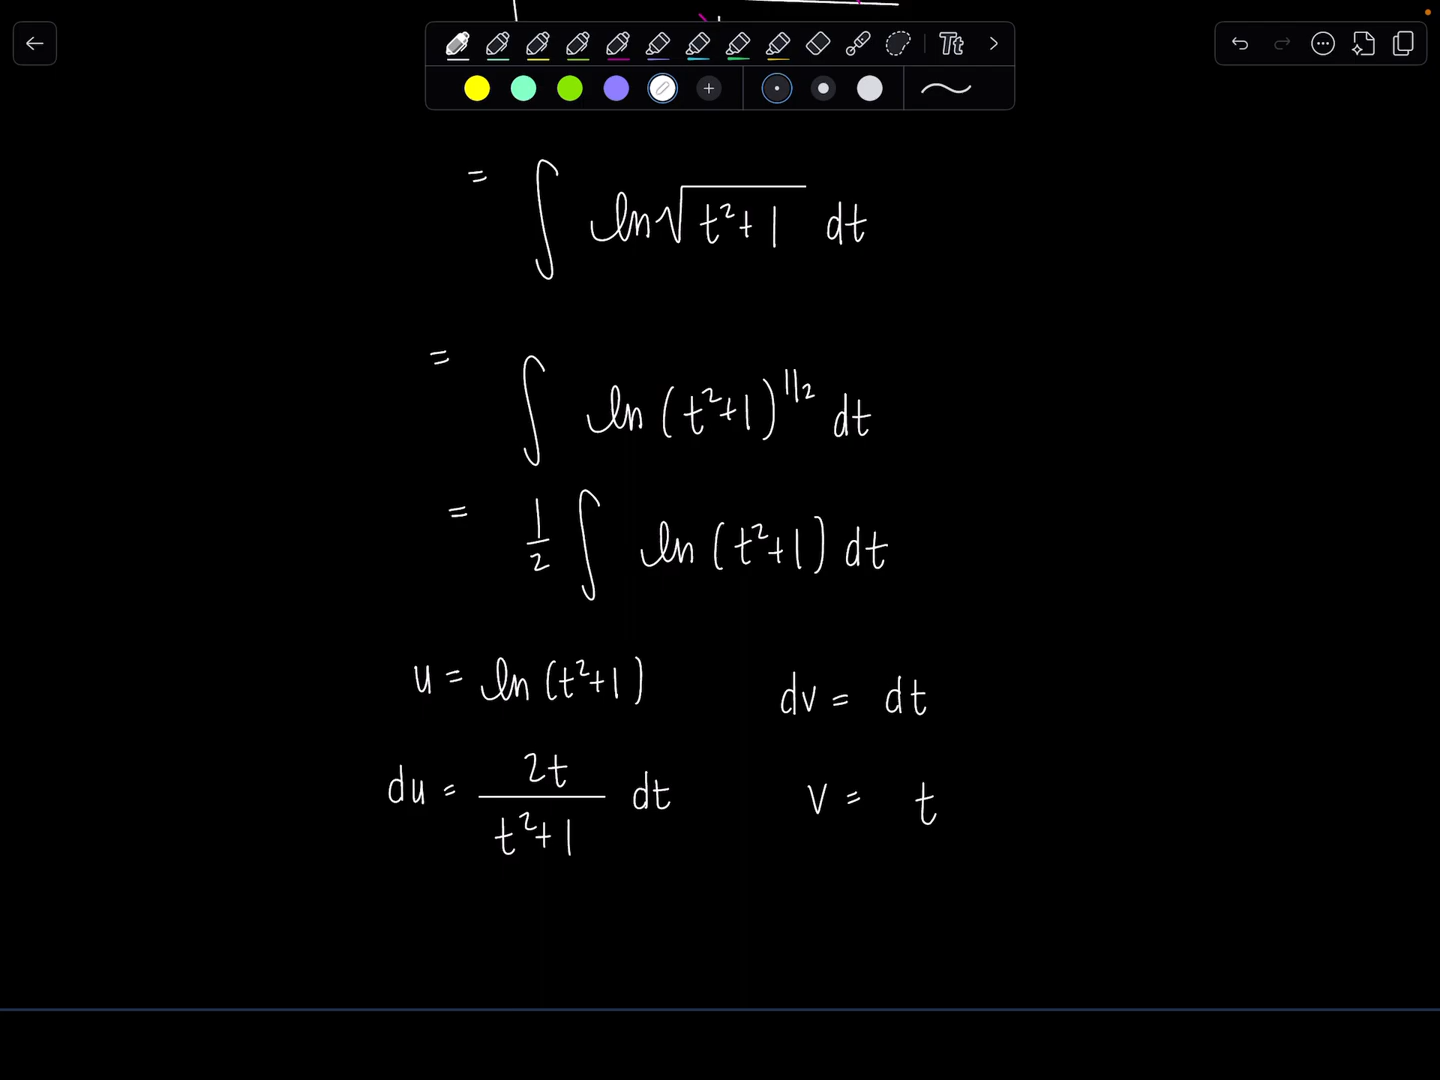 Tt
= ∫ ln√(t²+1) dt
= ∫ ln (t²+1)^(1/2) dt
= 1/2 ∫ ln (t²+1) dt
u = ln (t²+1)    dv = dt
du = 2t/(t²+1) dt    v = t